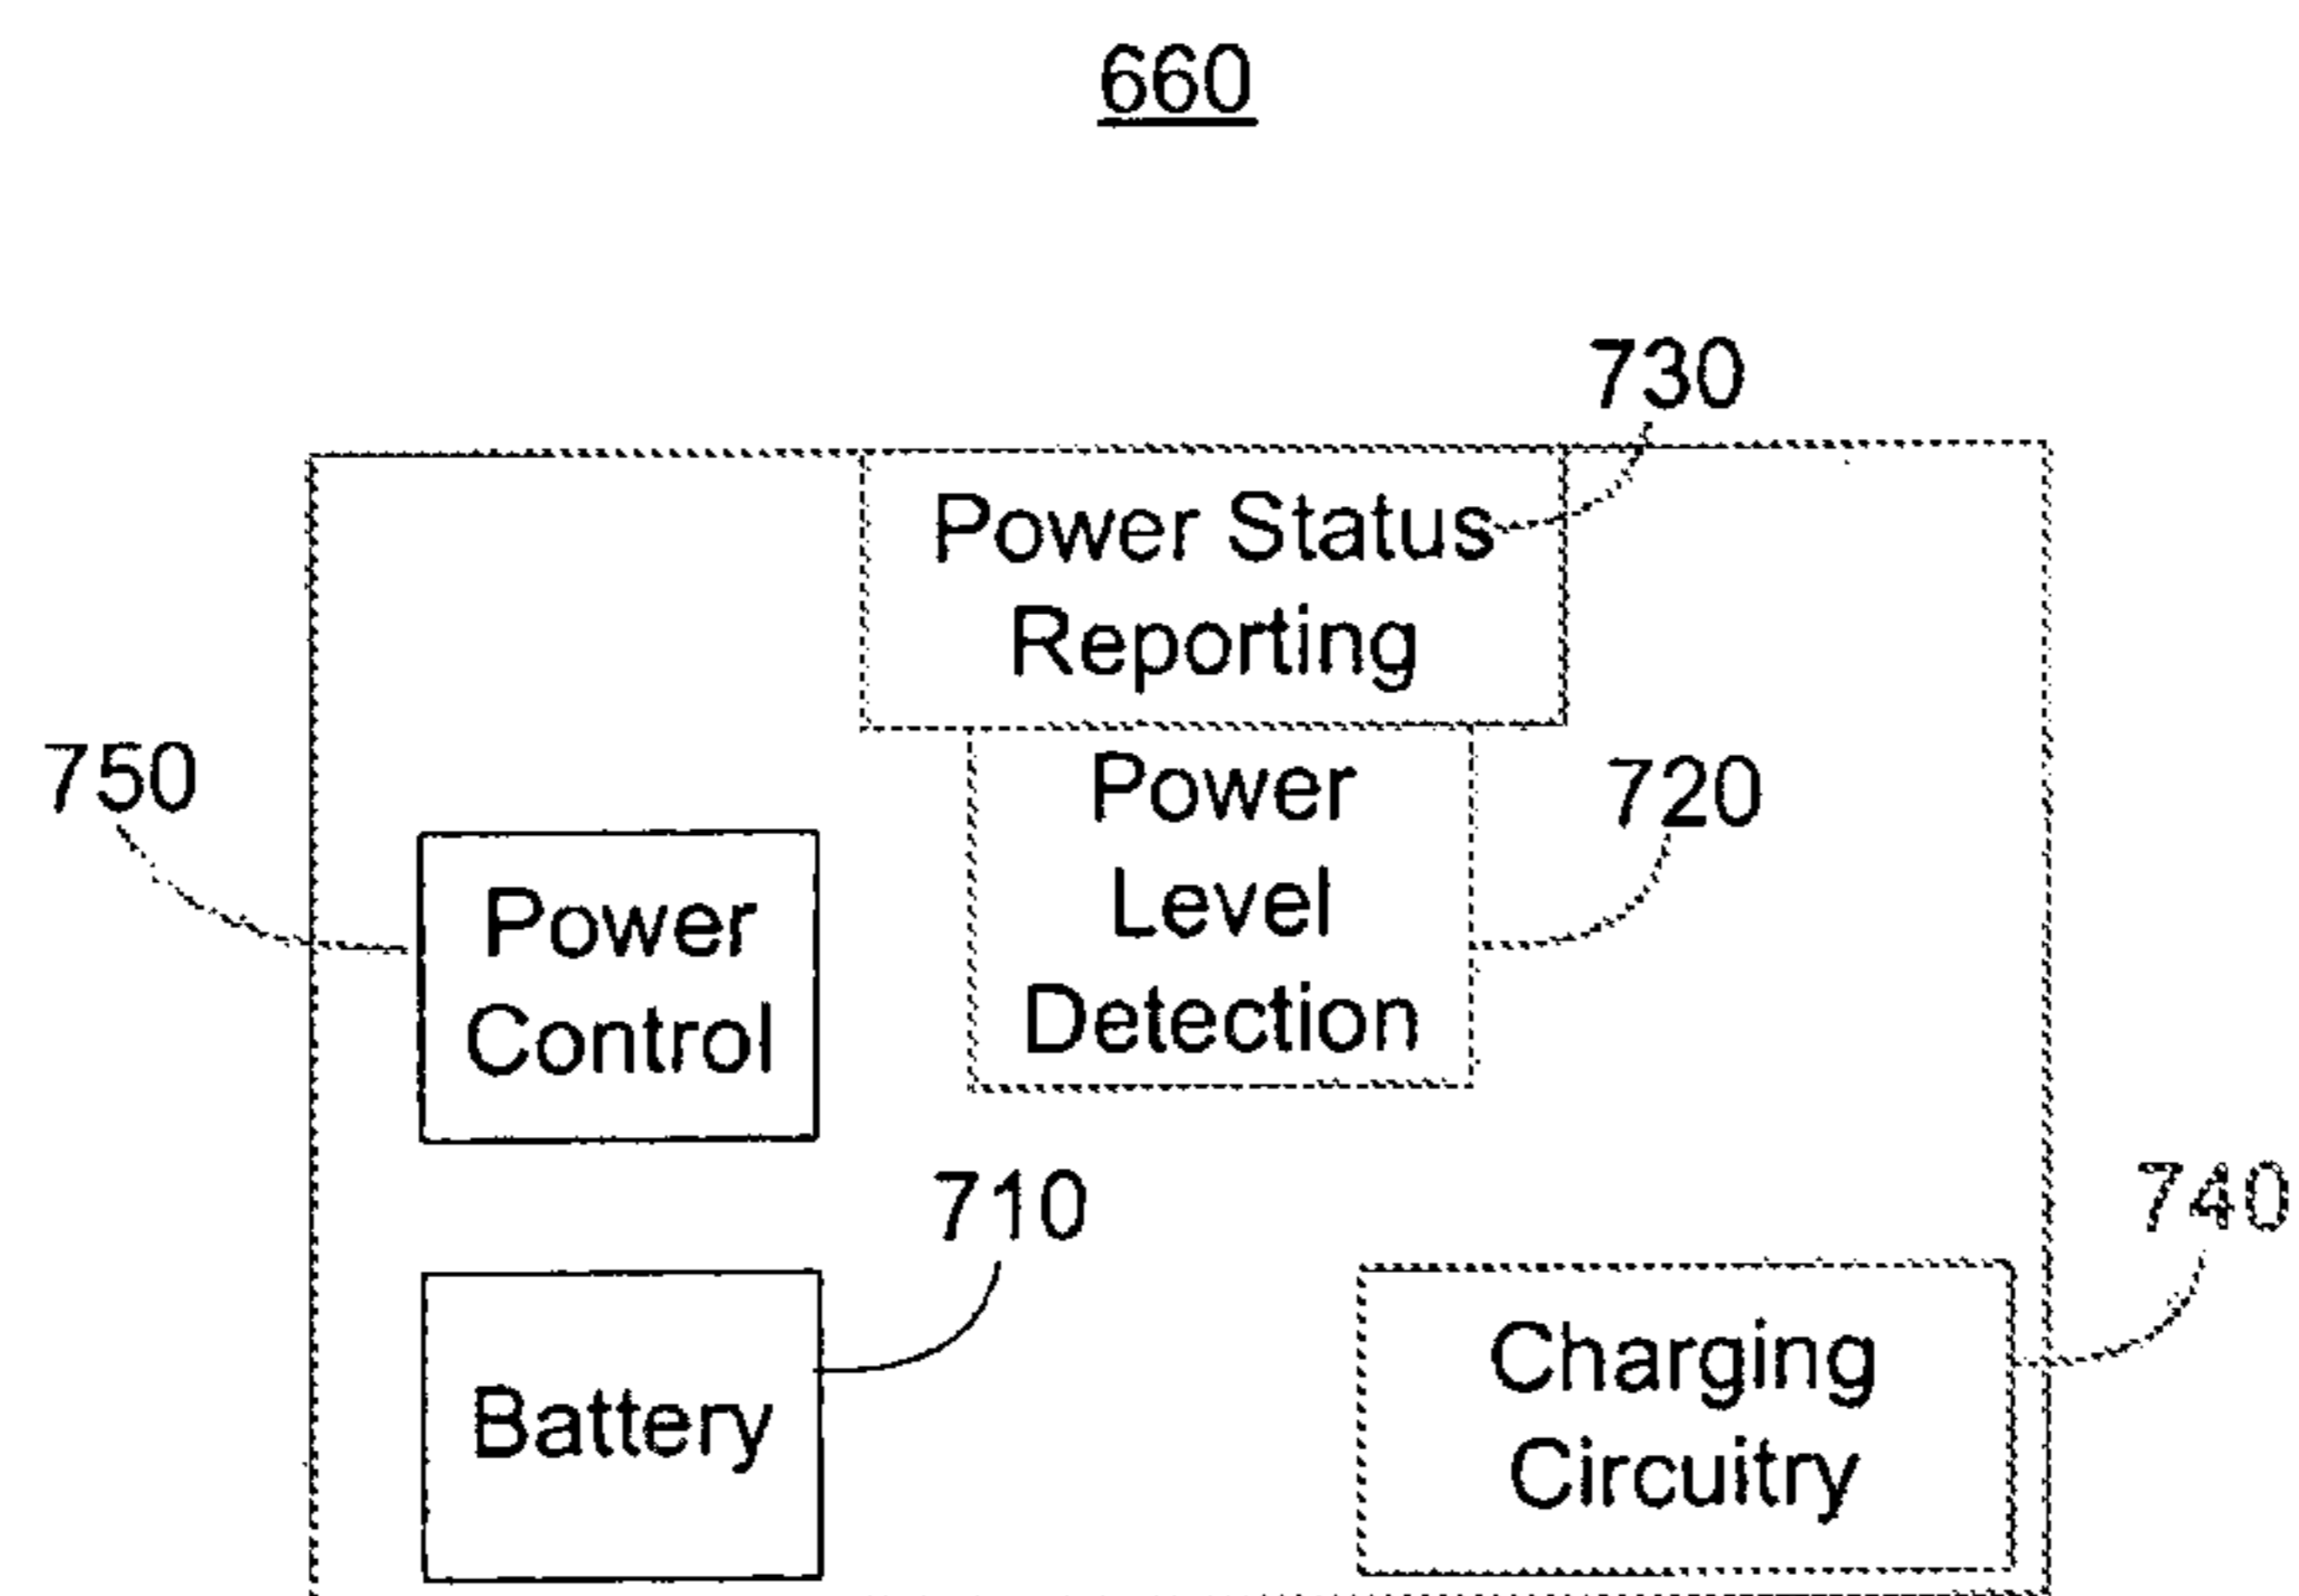 660
730
Power Status
Reporting
750
Power
Level
Detection
720
Power
Control
710
740
Battery
Charging
Circuitry